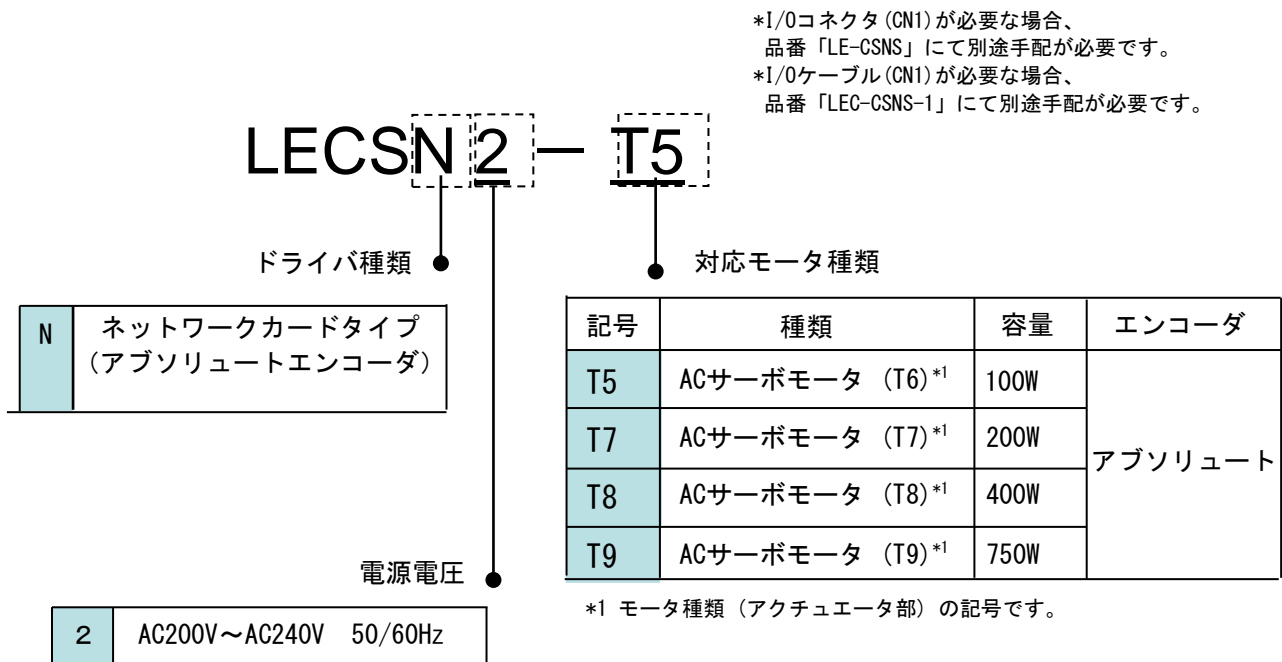 *I/Oコネクタ(CN1)が必要な場合、
品番「LE-CSNS」にて別途手配が必要です。
*I/Oケーブル(CN1)が必要な場合、
品番「LEC-CSNS-1」にて別途手配が必要です。
LECSN2－T5
ドライバ種類
対応モータ種類
N ネットワークカードタイプ
(アブソリュートエンコーダ)
記号 種類 容量 エンコーダ
T5 ACサーボモータ (T6)*1 100W
T7 ACサーボモータ (T7)*1 200W
アブソリュート
T8 ACサーボモータ (T8)*1 400W
T9 ACサーボモータ (T9)*1 750W
電源電圧
*1 モータ種類（アクチュエータ部）の記号です。
2 AC200V～AC240V 50/60Hz